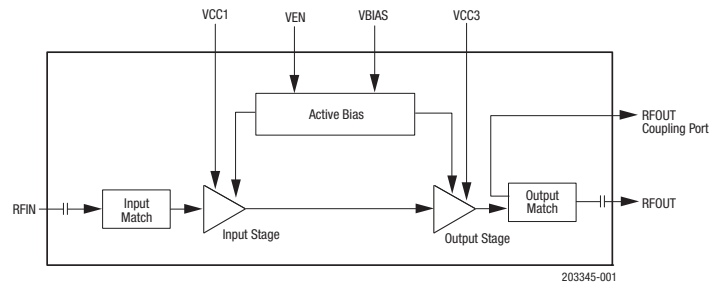 VCC1
VEN
VBIAS
VCC3
Active Bias
RFOUT
Coupling Port
RFIN
Input
Match
Input Stage
Output Stage
Output
Match
RFOUT
203345-001